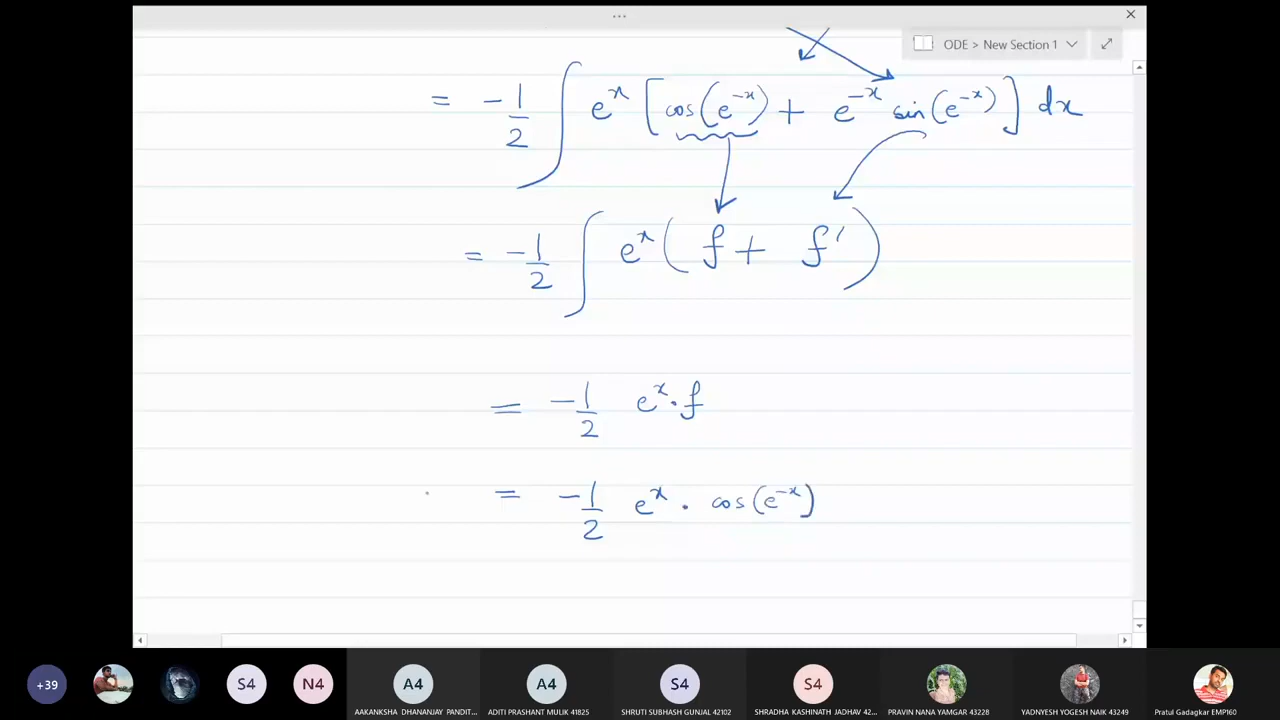 ODE > New Section 1
= -1/2 ∫ e^x [cos(e^-x) + e^-x sin(e^-x)] dx
= -1/2 ∫ e^x (f + f')
= -1/2 e^x · f
= -1/2 e^x · cos(e^-x)
+39 S4 N4 A4 A4 S4 S4
AAKANKSHA DHANANJAY PANDIT... ADITI PRASHANT MULIK 41825 SHRUTI SUBHASH GUNJAL 42102 SHRADHA KASHINATH JADHAV 42... PRAVIN NANA YAMGAR 43228 YADNYESH YOGESH NAIK 43249 Pratul Gadagkar EMP160